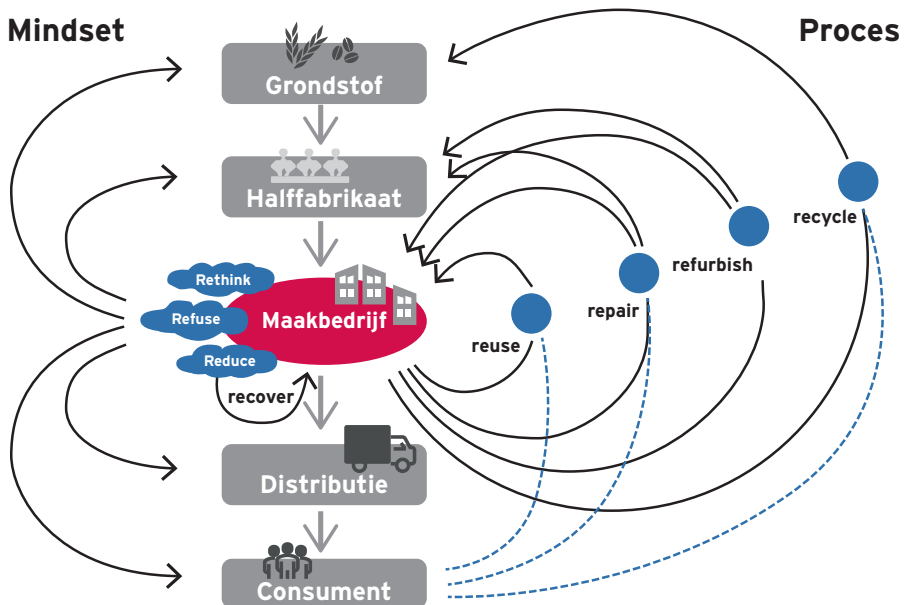 Mindset
Proces
Grondstof
Halffabrikaat
recycle
refurbish
Rethink
repair
Refuse
Maakbedrijf
reuse
Reduce
recover
Distributie
Consument